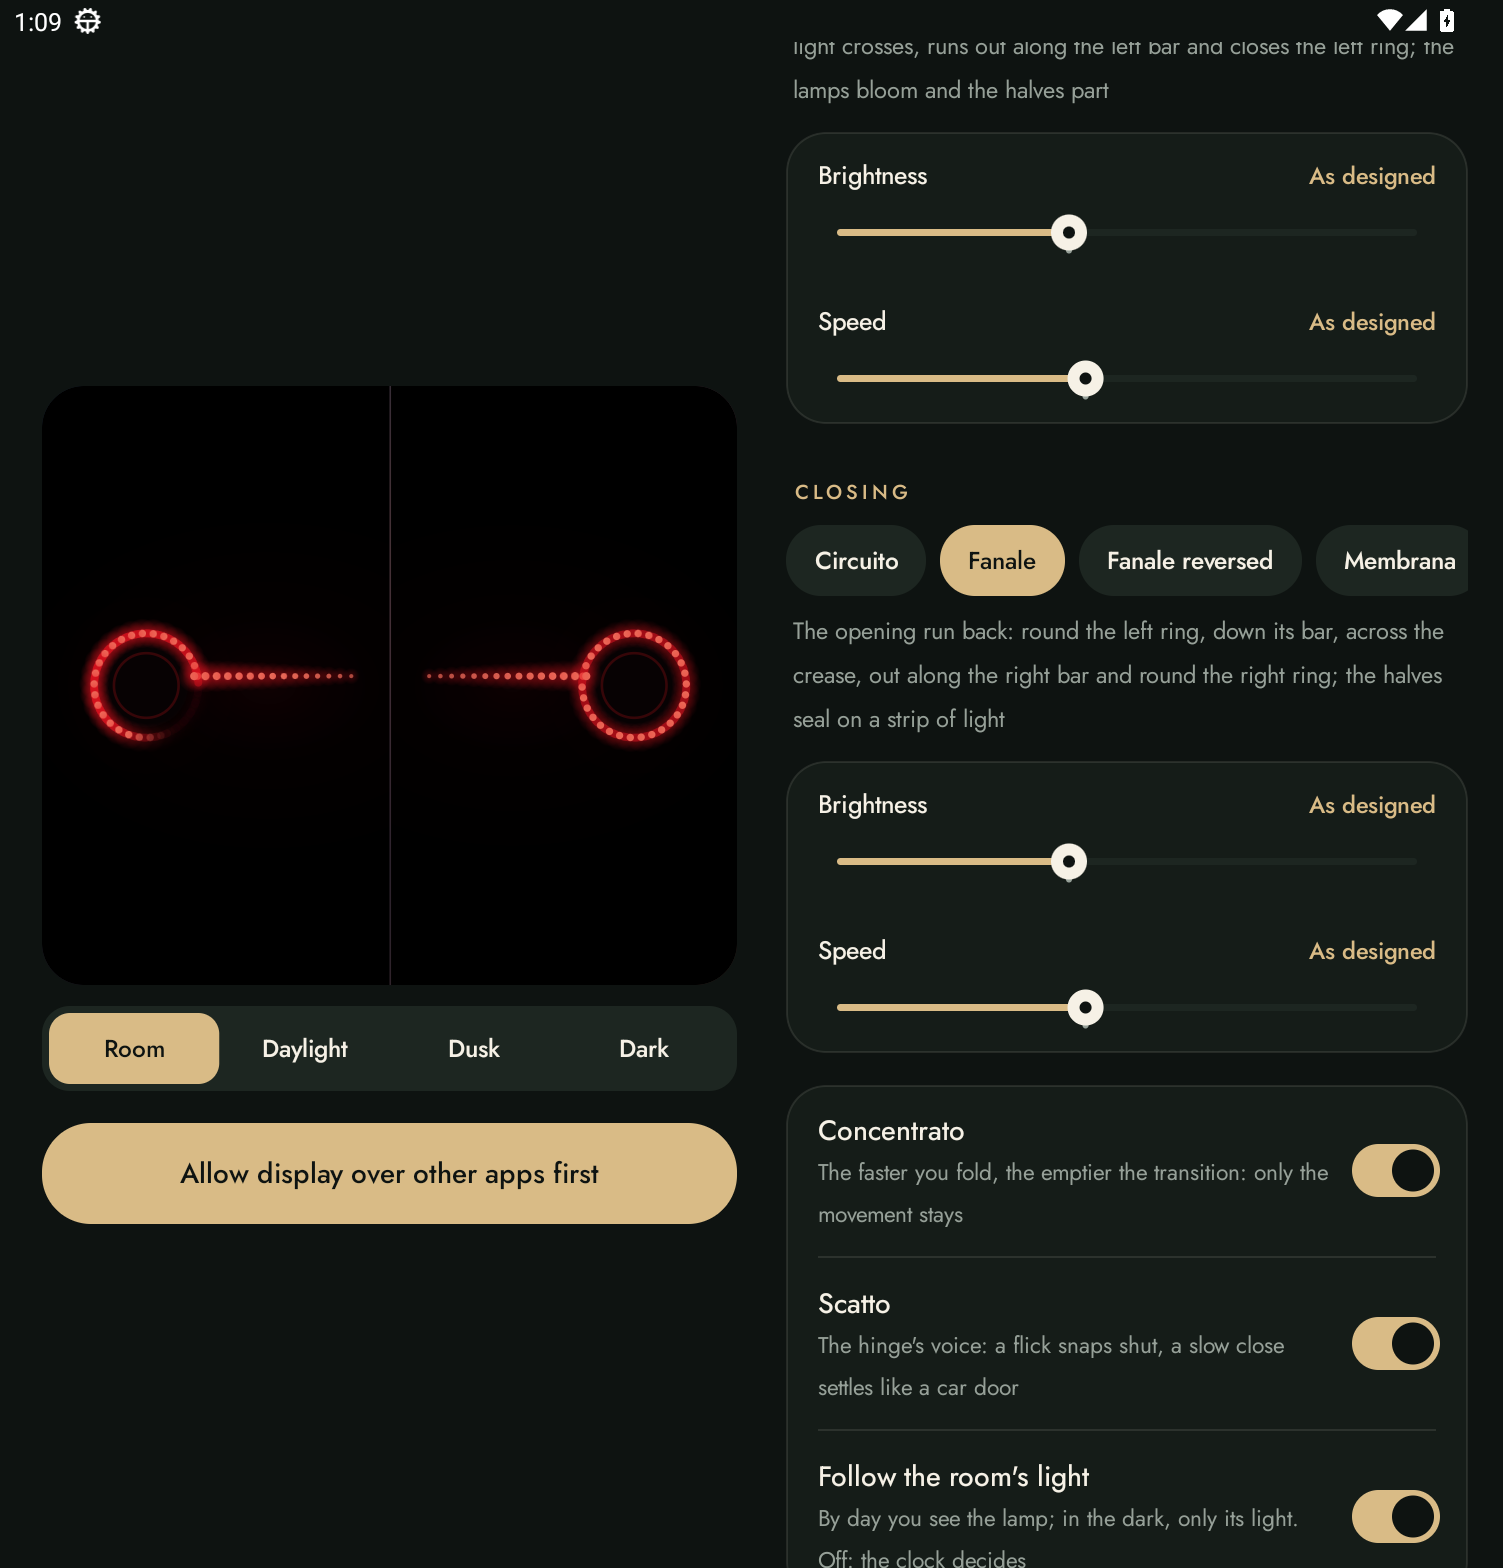 1:09
light crosses, runs out along the left bar and closes the left ring; the
lamps bloom and the halves part
Brightness As designed
Speed As designed
CLOSING
Circuito Fanale Fanale reversed Membrana
The opening run back: round the left ring, down its bar, across the
crease, out along the right bar and round the right ring; the halves
seal on a strip of light
Brightness As designed
Speed As designed
Room Daylight Dusk Dark
Allow display over other apps first
Concentrato
The faster you fold, the emptier the transition: only the
movement stays
Scatto
The hinge's voice: a flick snaps shut, a slow close
settles like a car door
Follow the room's light
By day you see the lamp; in the dark, only its light.
Off: the clock decides